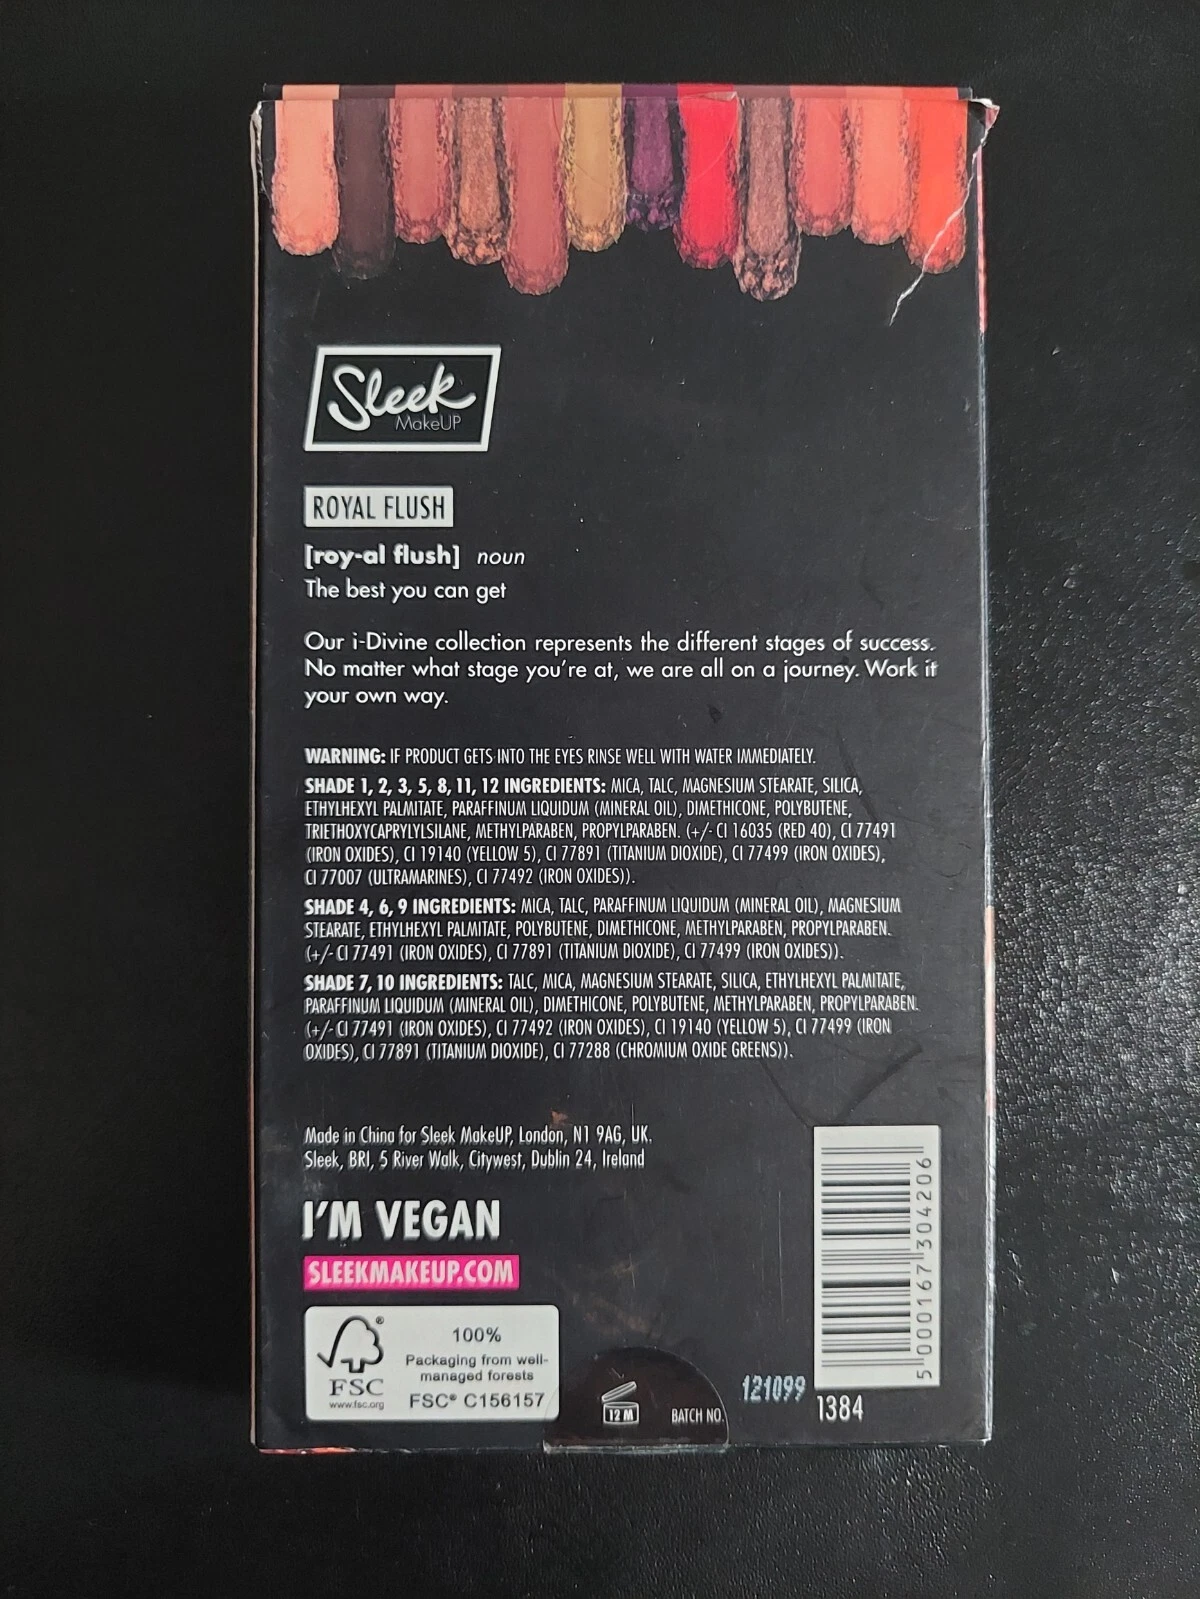 Sleek
MakeUP
ROYAL FLUSH
[roy-al flush] noun
The best you can get
Our i-Divine collection represents the different stages of success.
No matter what stage you're at, we are all on a journey. Work it
your own way.
WARNING: IF PRODUCT GETS INTO THE EYES RINSE WELL WITH WATER IMMEDIATELY.
SHADE 1, 2, 3, 5, 8, 11, 12 INGREDIENTS: MICA, TALC, MAGNESIUM STEARATE, SILICA,
ETHYLHEXYL PALMITATE, PARAFFINUM LIQUIDUM (MINERAL OIL), DIMETHICONE, POLYBUTENE,
TRIETHOXYCAPRYLYLSILANE, METHYLPARABEN, PROPYLPARABEN. (+/- CI 16035 (RED 40), CI 77491
(IRON OXIDES), CI 19140 (YELLOW 5), CI 77891 (TITANIUM DIOXIDE), CI 77499 (IRON OXIDES),
CI 77007 (ULTRAMARINES), CI 77492 (IRON OXIDES)).
SHADE 4, 6, 9 INGREDIENTS: MICA, TALC, PARAFFINUM LIQUIDUM (MINERAL OIL), MAGNESIUM
STEARATE, ETHYLHEXYL PALMITATE, POLYBUTENE, DIMETHICONE, METHYLPARABEN, PROPYLPARABEN.
(+/- CI 77491 (IRON OXIDES), CI 77891 (TITANIUM DIOXIDE), CI 77499 (IRON OXIDES)).
SHADE 7, 10 INGREDIENTS: TALC, MICA, MAGNESIUM STEARATE, SILICA, ETHYLHEXYL PALMITATE,
PARAFFINUM LIQUIDUM (MINERAL OIL), DIMETHICONE, POLYBUTENE, METHYLPARABEN, PROPYLPARABEN.
(+/- CI 77491 (IRON OXIDES), CI 77492 (IRON OXIDES), CI 19140 (YELLOW 5), CI 77499 (IRON
OXIDES), CI 77891 (TITANIUM DIOXIDE), CI 77288 (CHROMIUM OXIDE GREENS)).
Made in China for Sleek MakeUP, London, N1 9AG, UK.
Sleek, BRI, 5 River Walk, Citywest, Dublin 24, Ireland
I'M VEGAN
SLEEKMAKEUP.COM
FSC®
www.fsc.org
100%
Packaging from well-
managed forests
FSC® C156157
12 M
BATCH NO.
121099
1384
5 000167 304206